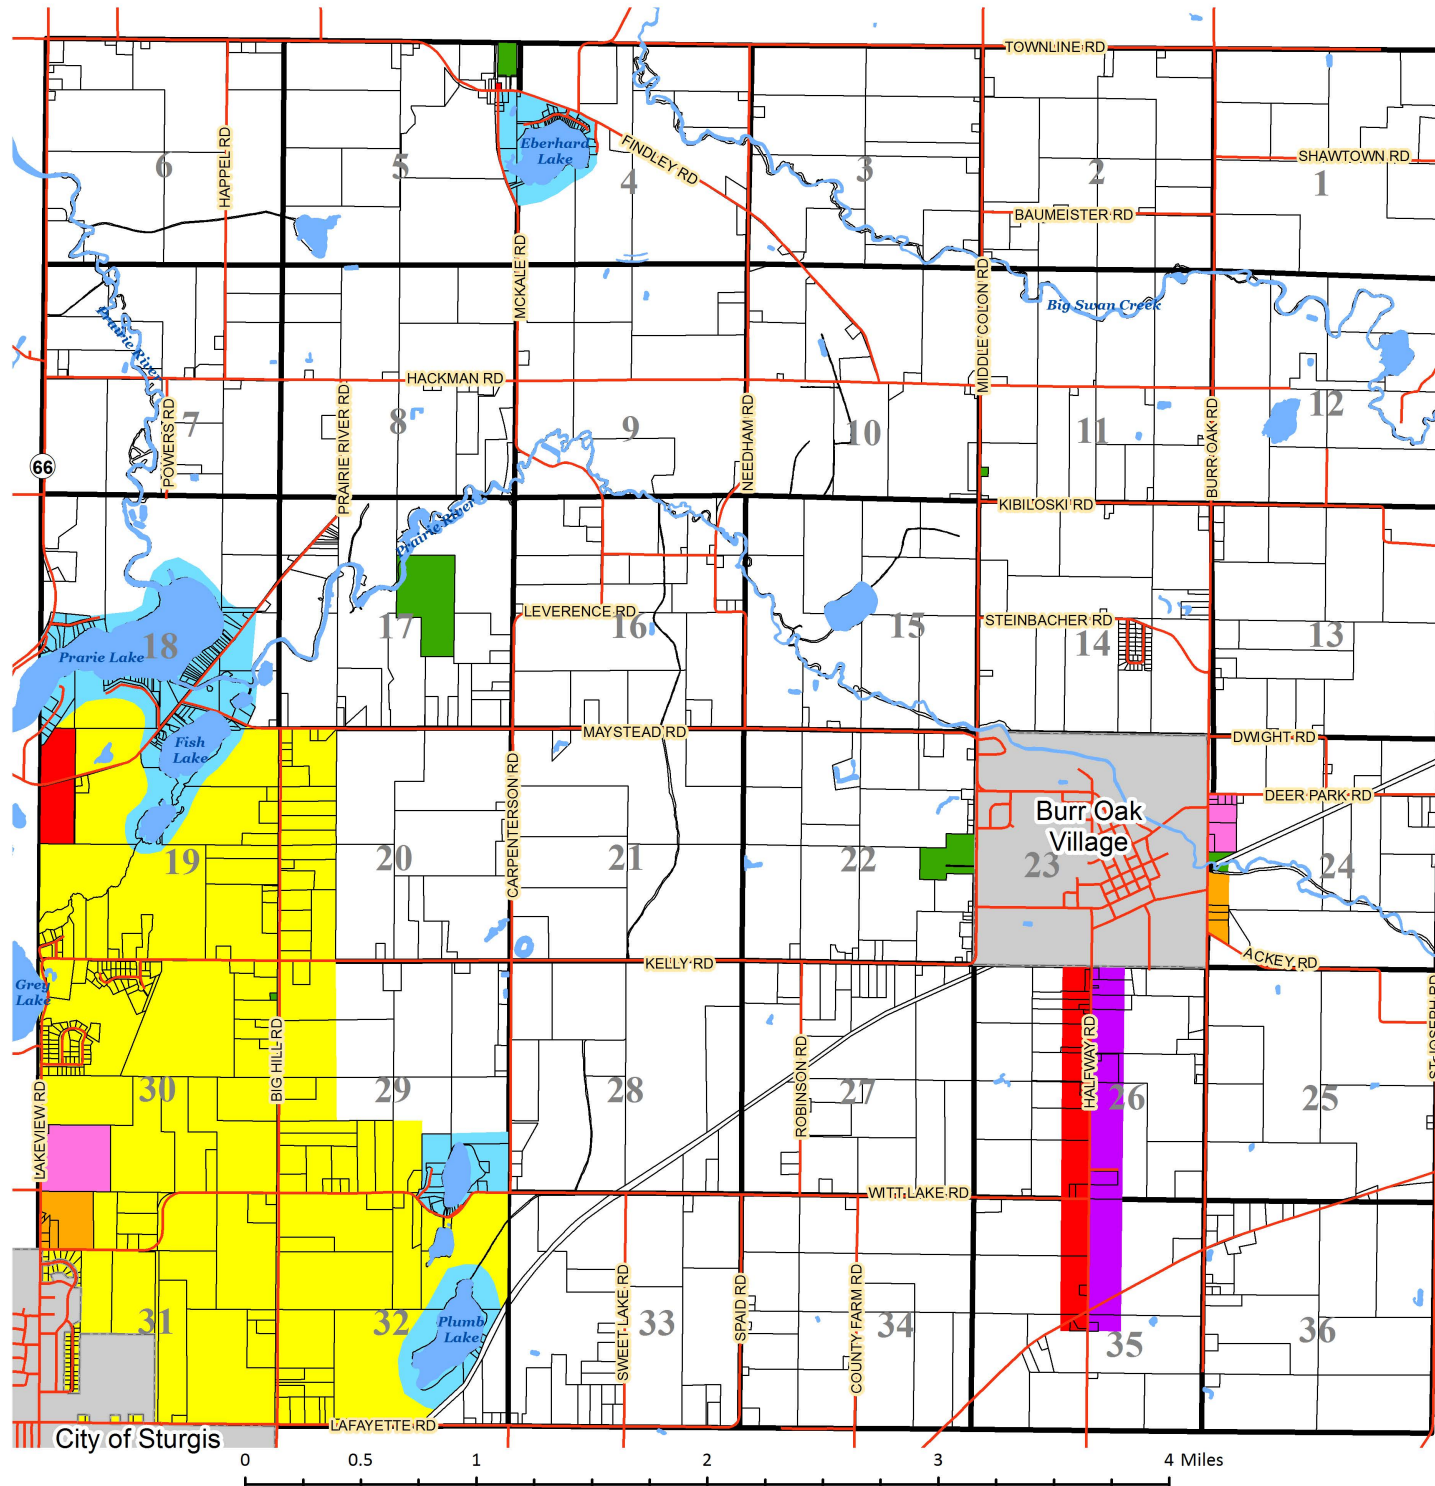 TOWNLINE RD
HAPPEL RD
6
5
Eberhard
Lake
4
FINDLEY RD
3
2
SHAWTOWN RD
1
BAUMEISTER RD
MCKALE RD
MIDDLE COLON RD
Big Swan Creek
Prairie River
HACKMAN RD
POWERS RD
7
PRAIRIE RIVER RD
8
9
NEEDHAM RD
10
11
BURR OAK RD
12
66
Prairie River
KIBILOSKI RD
LEVERENCE RD
STEINBACHER RD
Prarie Lake
18
17
16
15
14
13
Fish
Lake
MAYSTEAD RD
DWIGHT RD
CARPENTERSON RD
DEER PARK RD
Burr Oak
Village
19
20
21
22
23
24
KELLY RD
ACKEY RD
Grey
Lake
BIG HILL RD
ROBINSON RD
HALFWAY RD
ST JOSEPH RD
LAKEVIEW RD
30
29
28
27
26
25
WITT LAKE RD
SWEET LAKE RD
SPAID RD
COUNTY FARM RD
31
32
Plumb
Lake
33
34
35
36
LAFAYETTE RD
City of Sturgis
0 0.5 1 2 3 4 Miles